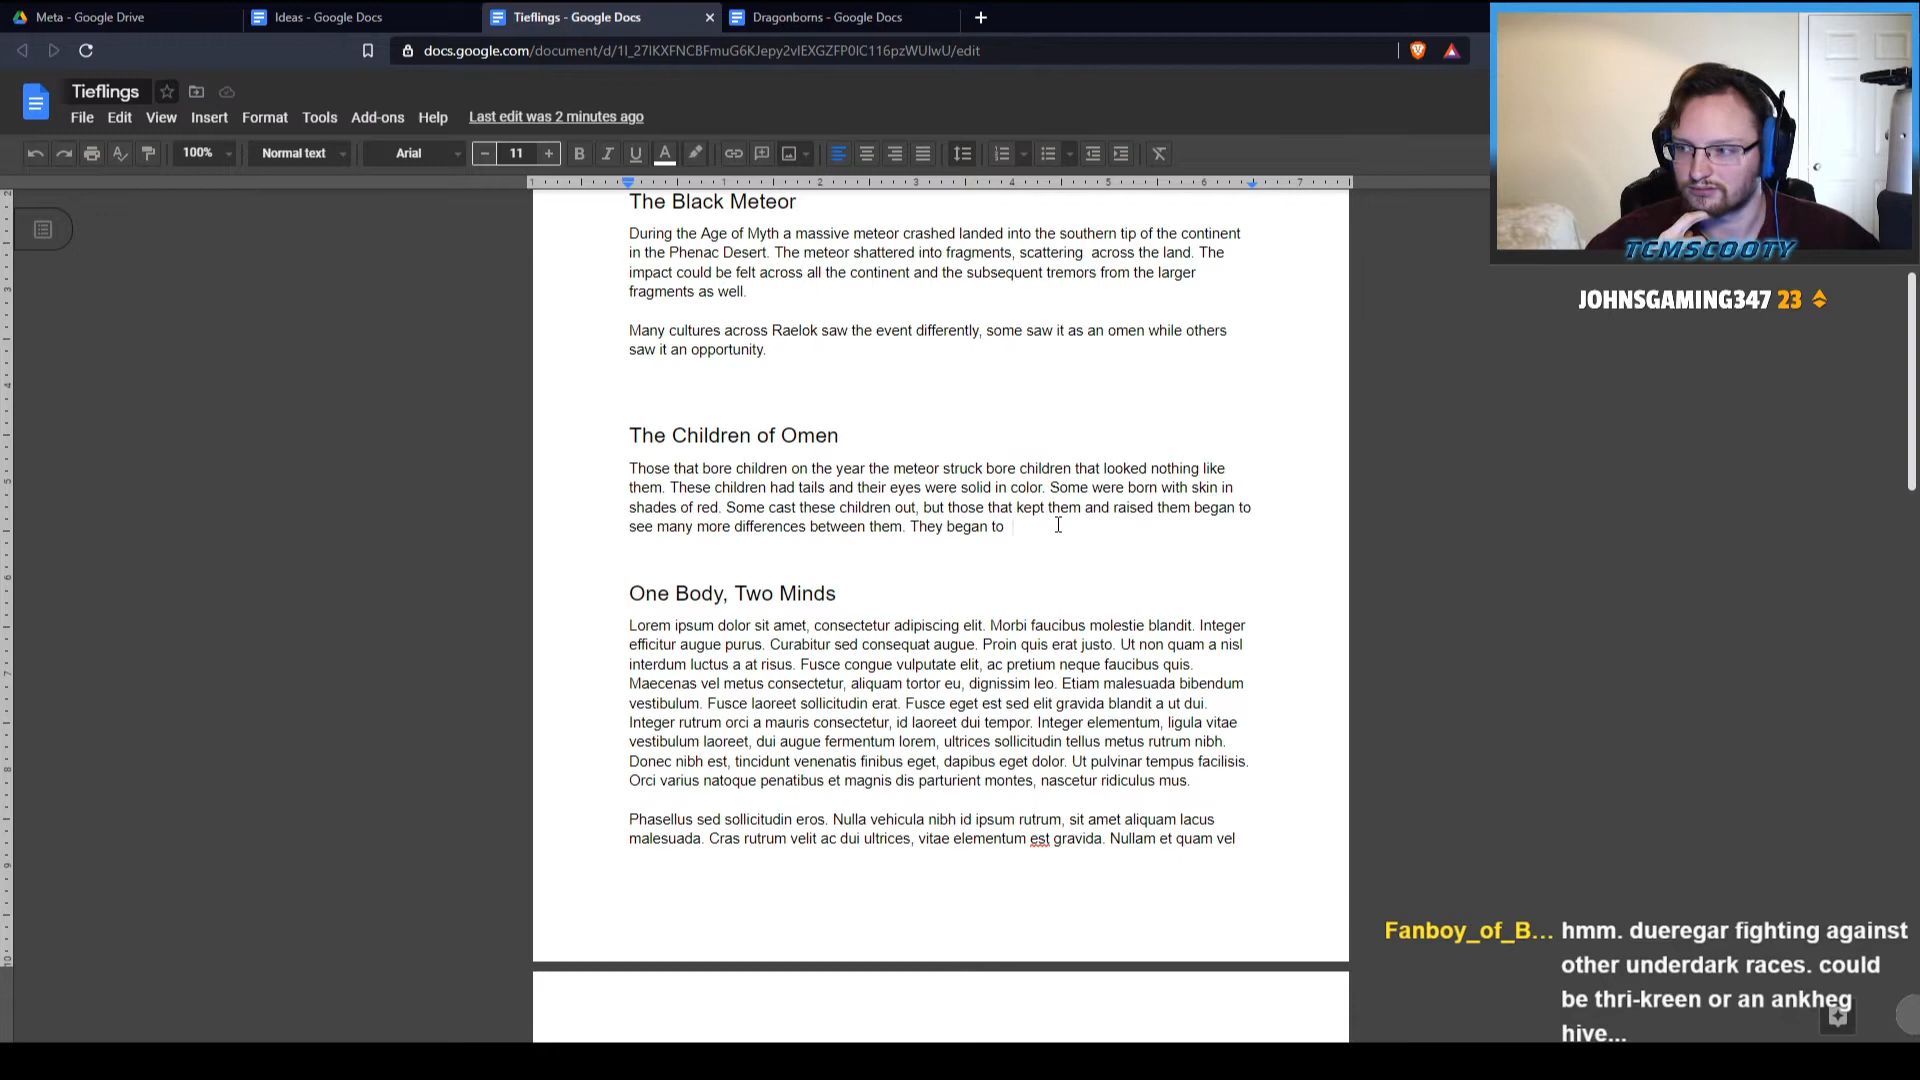 Meta - Google Drive
Ideas - Google Docs
Tieflings - Google Docs
Dragonborns - Google Docs
docs.google.com/document/d/1I_27IKXFNCBFmuG6KJepy2vIEXGZFP0IC116pzWUIwU/edit
Tieflings
File Edit View Insert Format Tools Add-ons Help Last edit was 2 minutes ago
100% Normal text Arial 11
1 1 2 3 4 5 6 7
The Black Meteor
During the Age of Myth a massive meteor crashed landed into the southern tip of the continent
in the Phenac Desert. The meteor shattered into fragments, scattering  across the land. The
impact could be felt across all the continent and the subsequent tremors from the larger
fragments as well.
Many cultures across Raelok saw the event differently, some saw it as an omen while others
saw it an opportunity.
The Children of Omen
Those that bore children on the year the meteor struck bore children that looked nothing like
them. These children had tails and their eyes were solid in color. Some were born with skin in
shades of red. Some cast these children out, but those that kept them and raised them began to
see many more differences between them. They began to
One Body, Two Minds
Lorem ipsum dolor sit amet, consectetur adipiscing elit. Morbi faucibus molestie blandit. Integer
efficitur augue purus. Curabitur sed consequat augue. Proin quis erat justo. Ut non quam a nisl
interdum luctus a at risus. Fusce congue vulputate elit, ac pretium neque faucibus quis.
Maecenas vel metus consectetur, aliquam tortor eu, dignissim leo. Etiam malesuada bibendum
vestibulum. Fusce laoreet sollicitudin erat. Fusce eget est sed elit gravida blandit a ut dui.
Integer rutrum orci a mauris consectetur, id laoreet dui tempor. Integer elementum, ligula vitae
vestibulum laoreet, dui augue fermentum lorem, ultrices sollicitudin tellus metus rutrum nibh.
Donec nibh est, tincidunt venenatis finibus eget, dapibus eget dolor. Ut pulvinar tempus facilisis.
Orci varius natoque penatibus et magnis dis parturient montes, nascetur ridiculus mus.
Phasellus sed sollicitudin eros. Nulla vehicula nibh id ipsum rutrum, sit amet aliquam lacus
malesuada. Cras rutrum velit ac dui ultrices, vitae elementum est gravida. Nullam et quam vel
TCMSCOOTY
JOHNSGAMING347 23
Fanboy_of_B... hmm. dueregar fighting against
other underdark races. could
be thri-kreen or an ankheg
hive...